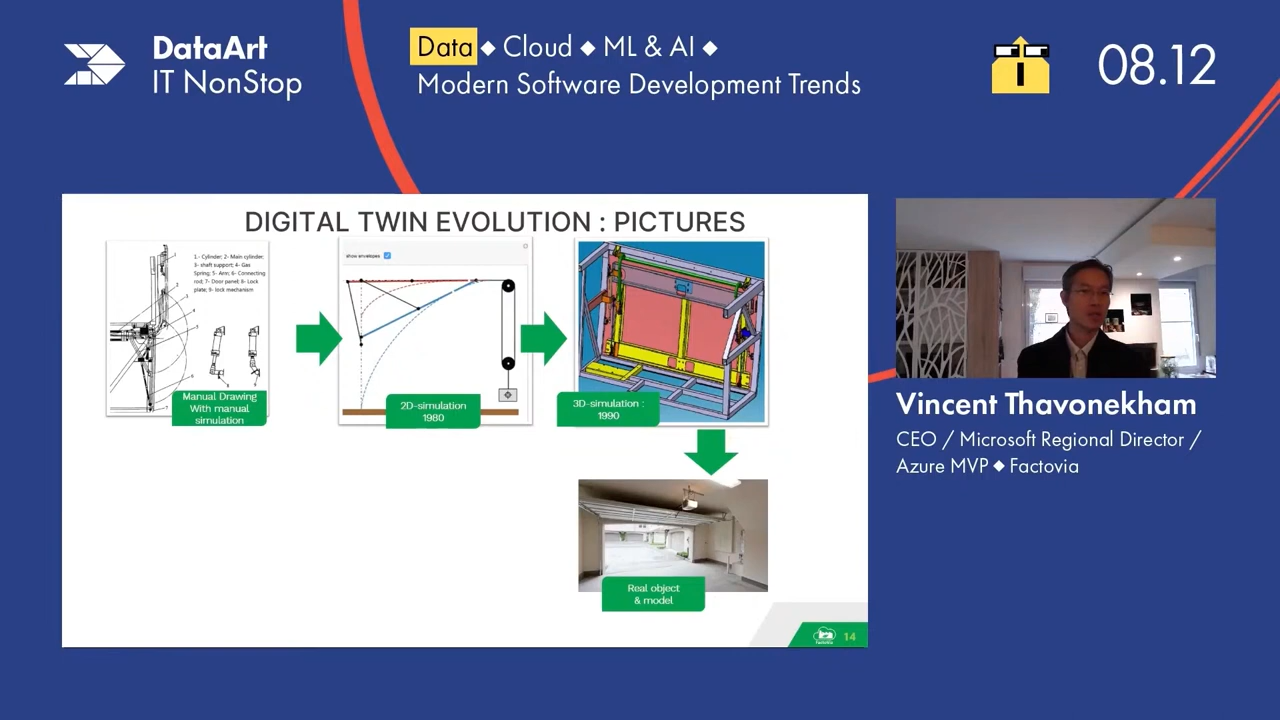 DataArt
IT NonStop
Data ◆ Cloud ◆ ML & AI ◆
Modern Software Development Trends
08.12
DIGITAL TWIN EVOLUTION : PICTURES
1.- Cylinder; 2- Main cylinder;
3- shaft support; 4- Gas
Spring; 5- Arm; 6- Connecting
rod; 7- Door panel; 8- Lock
plate; 9- lock mechanism
Manual Drawing
With manual
simulation
Show envelopes
2D-simulation
1980
3D-simulation :
1990
Real object
& model
Factovia
14
Vincent Thavonekham
CEO / Microsoft Regional Director /
Azure MVP ◆ Factovia